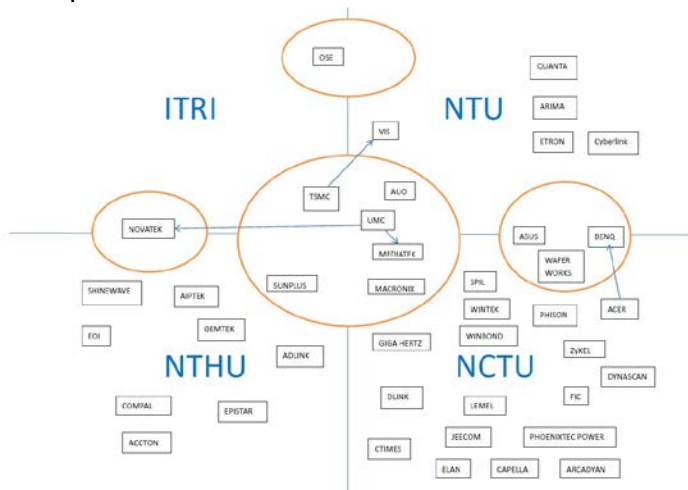 OSE
QUANTA
ITRI
NTU
ARIMA
VIS
ETRON
Cyberlink
TSMC
AUO
UMC
NOVATEK
ASUS
BENQ
MEDIATEK
WAFER
WORKS
SUNPLUS
MACRONIX
SPIL
SHINEWAVE
AIPTEK
WINTEK
PHISON
ACER
EOI
GEMTEK
WINBOND
GIGA HERTZ
ADLINK
ZyXEL
NTHU
NCTU
DYNASCAN
DLINK
FIC
COMPAL
EPISTAR
LEMEL
ACCTON
CTIMES
JEECOM
PHOENIXTEC POWER
ELAN
CAPELLA
ARCADYAN